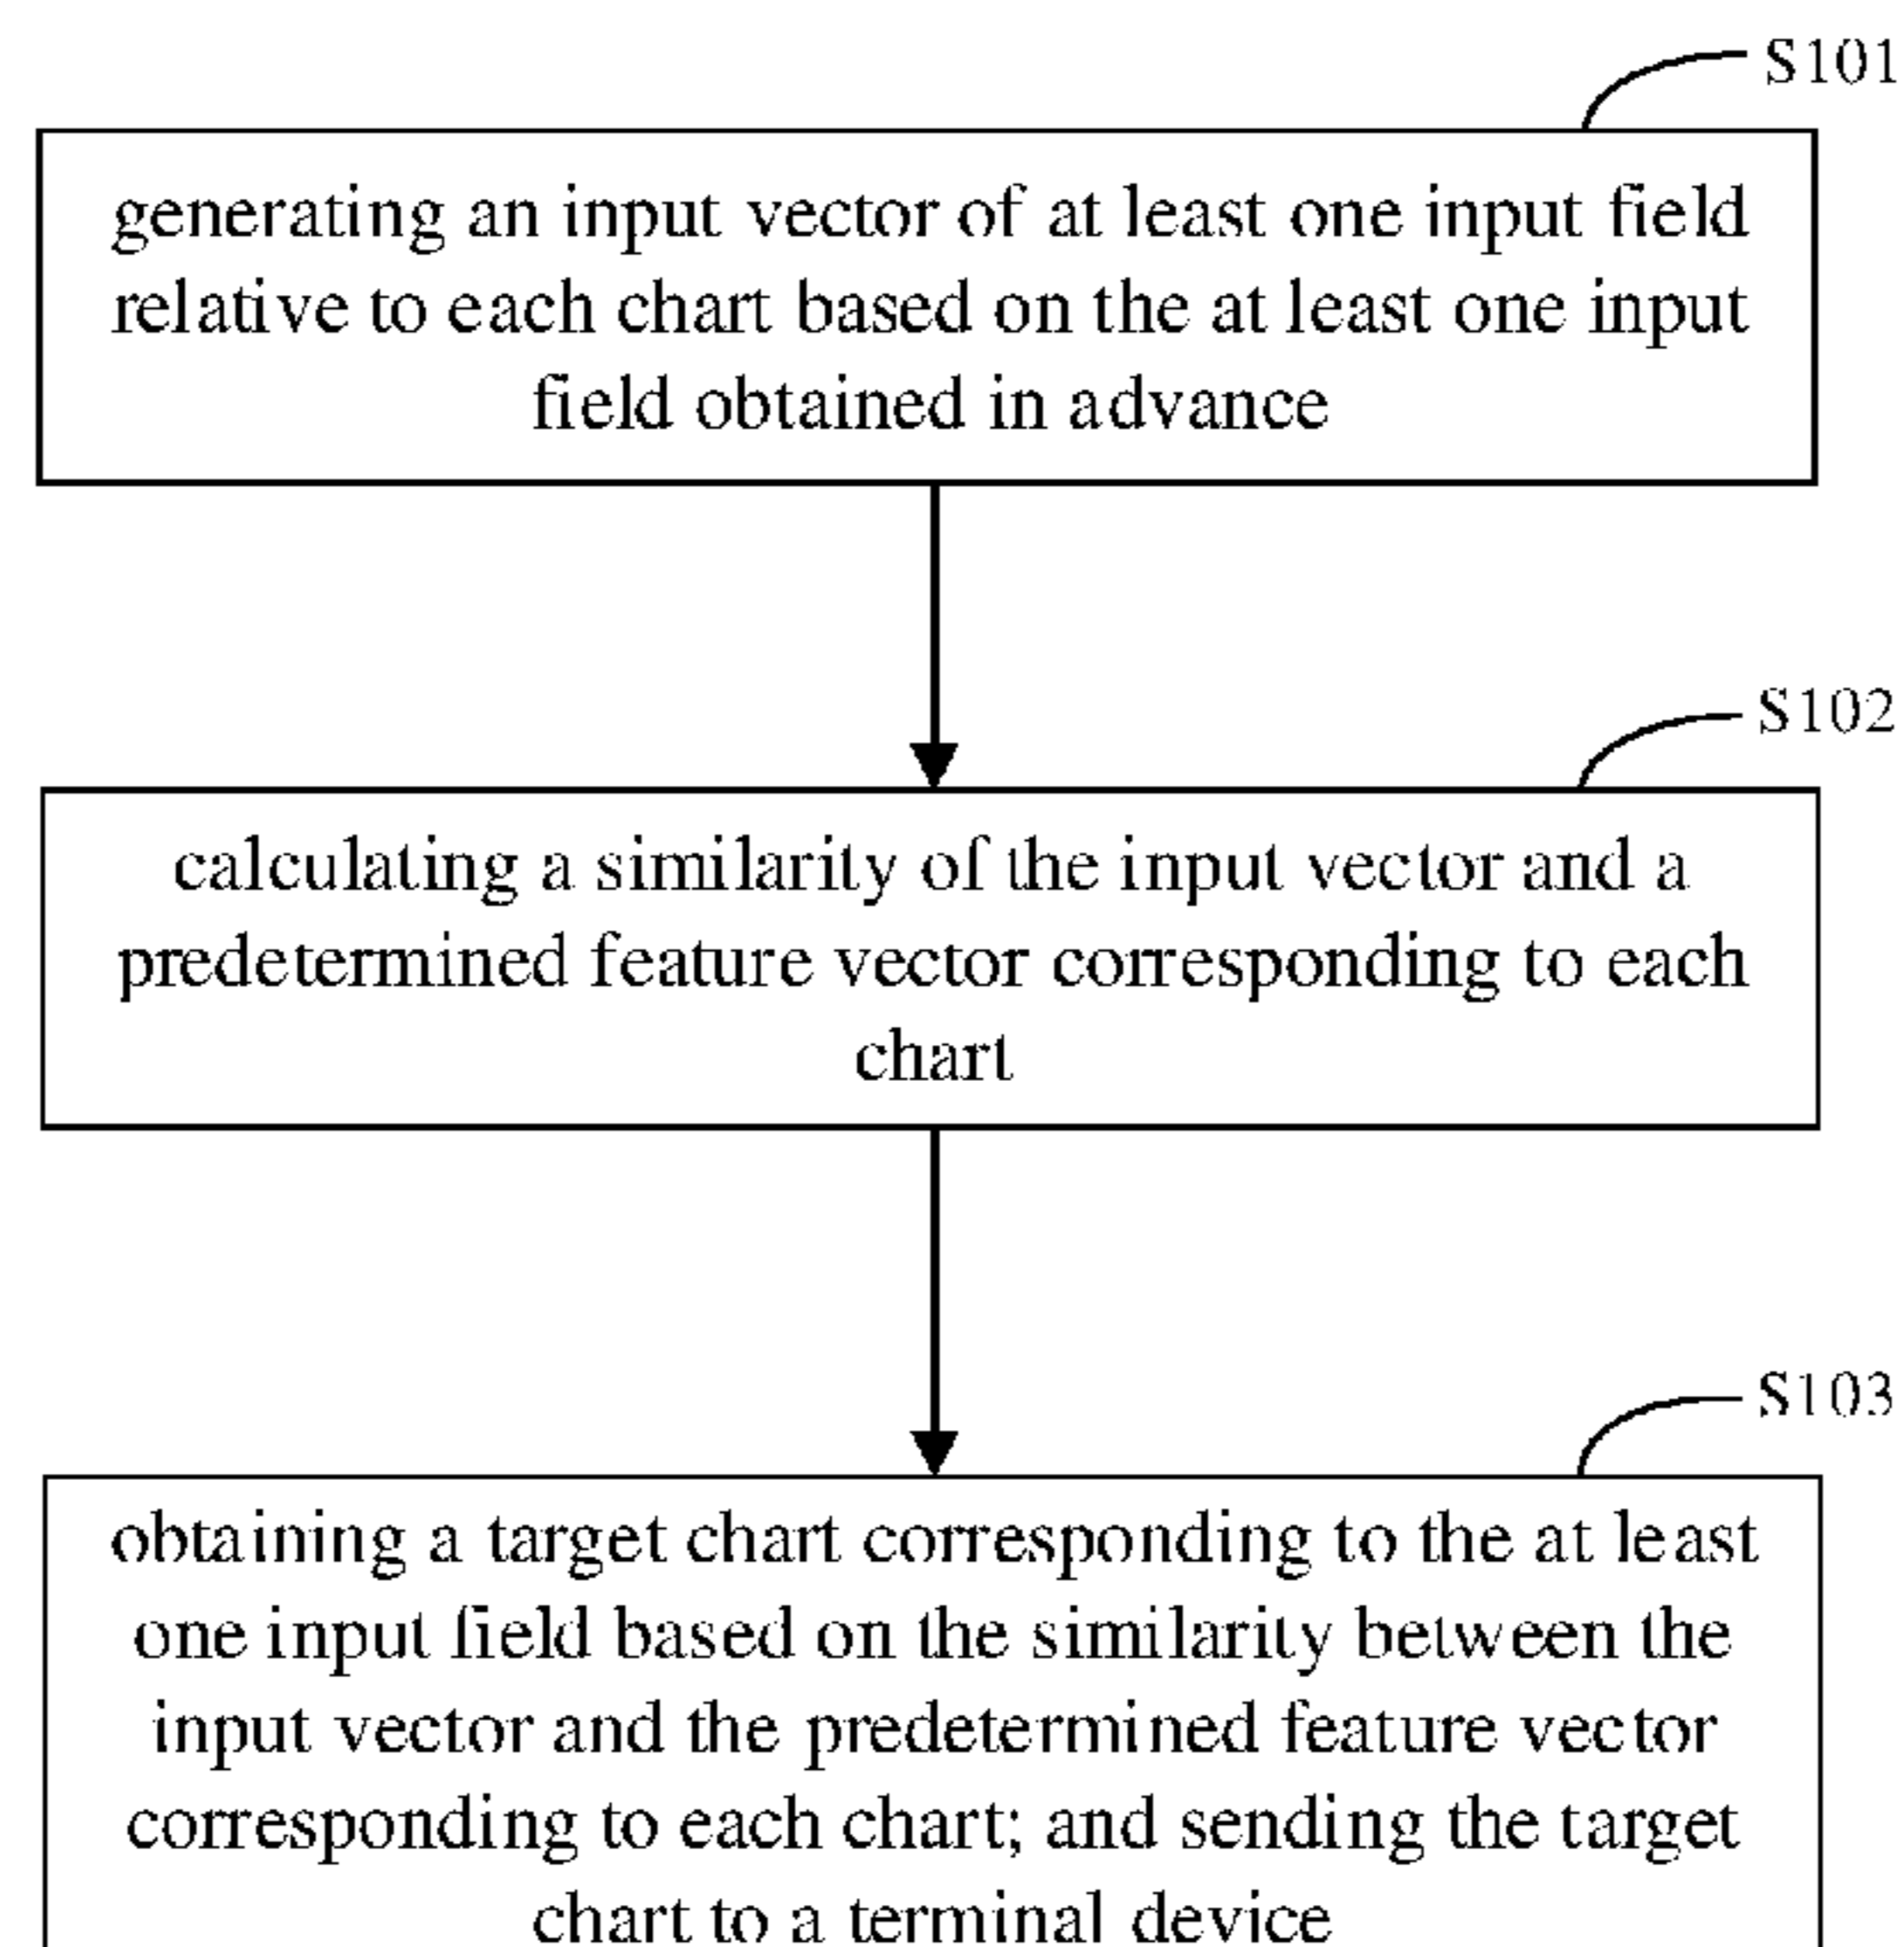 S101
generating an input vector of at least one input field
relative to each chart based on the at least one input
field obtained in advance
S102
calculating a similarity of the input vector and a
predetermined feature vector corresponding to each
chart
S103
obtaining a target chart corresponding to the at least
one input field based on the similarity between the
input vector and the predetermined feature vector
corresponding to each chart; and sending the target
chart to a terminal device